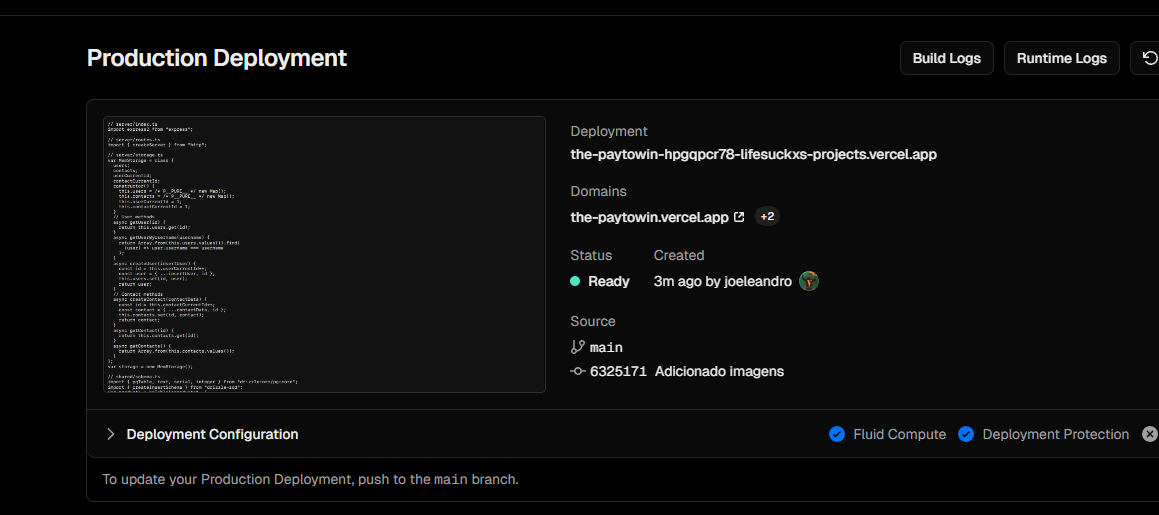 Production Deployment
Build Logs
Runtime Logs
// server/index.ts
import express2 from "express";
// server/routes.ts
import { createServer } from "http";
// server/storage.ts
var MemStorage = class {
users;
contacts;
userCurrentId;
contactCurrentId;
constructor() {
this.users = /* @__PURE__ */ new Map();
this.contacts = /* @__PURE__ */ new Map();
this.userCurrentId = 1;
this.contactCurrentId = 1;
}
// User methods
async getUser(id) {
return this.users.get(id);
}
async getUserByUsername(username) {
return Array.from(this.users.values()).find(
(user) => user.username === username
);
}
async createUser(insertUser) {
const id = this.userCurrentId++;
const user = { ...insertUser, id };
this.users.set(id, user);
return user;
}
// Contact methods
async createContact(contactData) {
const id = this.contactCurrentId++;
const contact = { ...contactData, id };
this.contacts.set(id, contact);
return contact;
}
async getContact(id) {
return this.contacts.get(id);
}
async getContacts() {
return Array.from(this.contacts.values());
}
};
var storage = new MemStorage();
// shared/schema.ts
import { pgTable, text, serial, integer } from "drizzle-orm/pg-core";
import { createInsertSchema } from "drizzle-zod";
Deployment
the-paytowin-hpgqpcr78-lifesuckxs-projects.vercel.app
Domains
the-paytowin.vercel.app +2
Status Created
Ready 3m ago by joeleandro
Source
main
6325171 Adicionado imagens
Deployment Configuration
Fluid Compute Deployment Protection
To update your Production Deployment, push to the main branch.